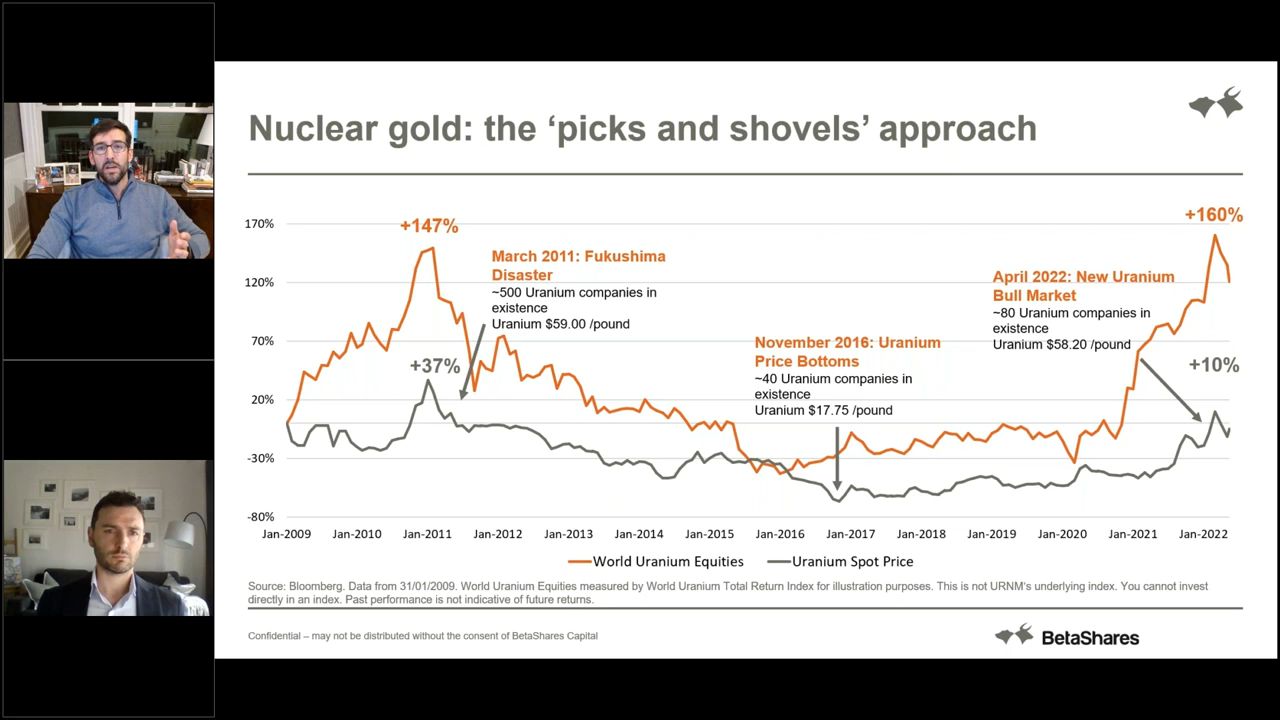 Nuclear gold: the ‘picks and shovels’ approach
170%
120%
70%
20%
-30%
-80%
+147%
+37%
March 2011: Fukushima
Disaster
~500 Uranium companies in
existence
Uranium $59.00 /pound
November 2016: Uranium
Price Bottoms
~40 Uranium companies in
existence
Uranium $17.75 /pound
April 2022: New Uranium
Bull Market
~80 Uranium companies in
existence
Uranium $58.20 /pound
+160%
+10%
Jan-2009 Jan-2010 Jan-2011 Jan-2012 Jan-2013 Jan-2014 Jan-2015 Jan-2016 Jan-2017 Jan-2018 Jan-2019 Jan-2020 Jan-2021 Jan-2022
World Uranium Equities Uranium Spot Price
Source: Bloomberg. Data from 31/01/2009. World Uranium Equities measured by World Uranium Total Return Index for illustration purposes. This is not URNM's underlying index. You cannot invest
directly in an index. Past performance is not indicative of future returns.
Confidential – may not be distributed without the consent of BetaShares Capital
BetaShares